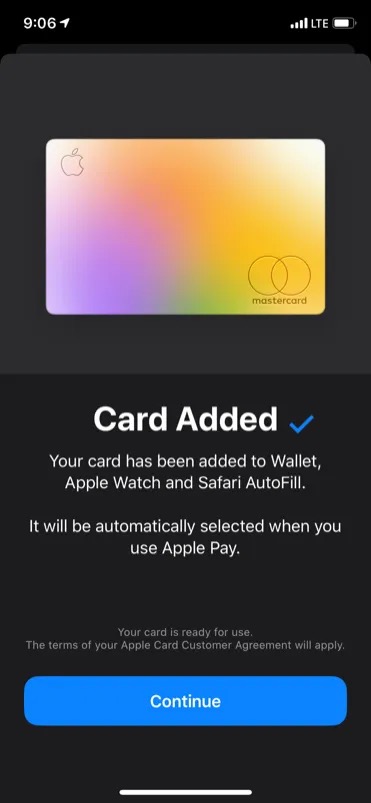 9:06 LTE
mastercard
Card Added
Your card has been added to Wallet,
Apple Watch and Safari AutoFill.
It will be automatically selected when you
use Apple Pay.
Your card is ready for use.
The terms of your Apple Card Customer Agreement will apply.
Continue